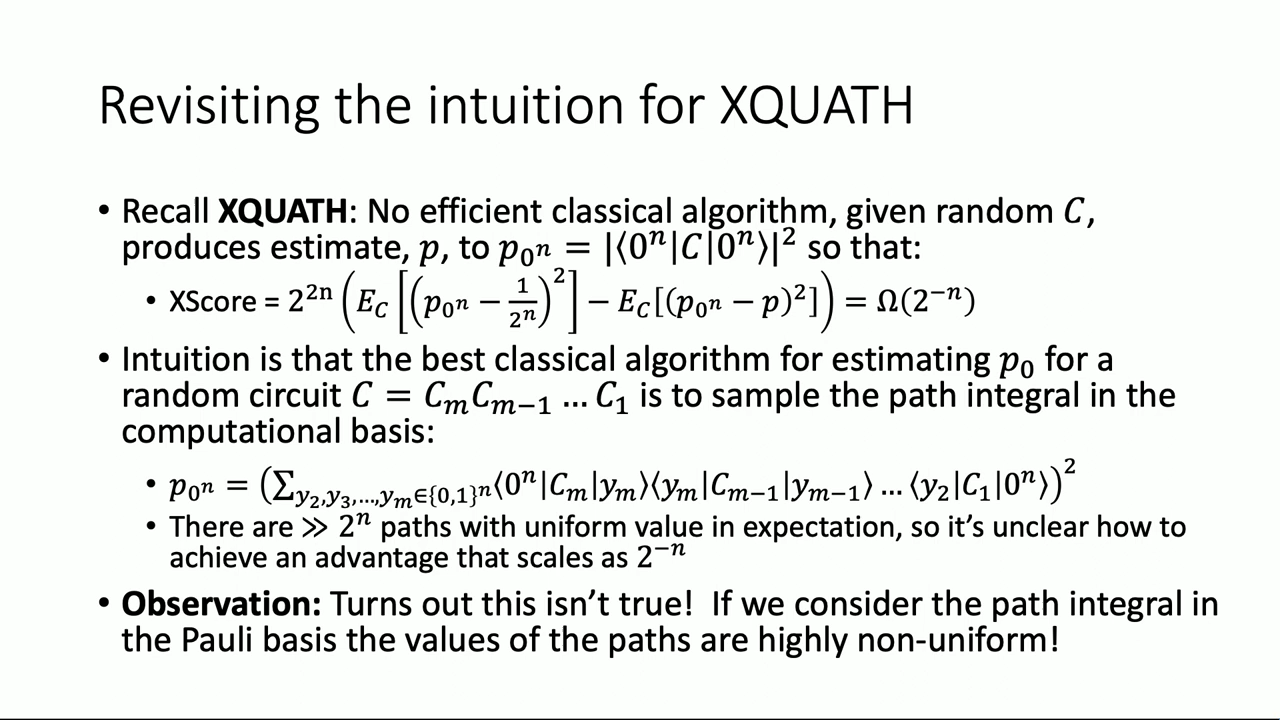 Revisiting the intuition for XQUATH
• Recall XQUATH: No efficient classical algorithm, given random C,
produces estimate, p, to p_{0^n} = |⟨0^n|C|0^n⟩|^2 so that:
• XScore = 2^{2n} (E_C [(p_{0^n} − 1/2^n)^2] − E_C[(p_{0^n} − p)^2]) = Ω(2^{−n})
• Intuition is that the best classical algorithm for estimating p_0 for a
random circuit C = C_m C_{m−1} … C_1 is to sample the path integral in the
computational basis:
• p_{0^n} = (∑_{y_2,y_3,…,y_m∈{0,1}^n}⟨0^n|C_m|y_m⟩⟨y_m|C_{m−1}|y_{m−1}⟩ … ⟨y_2|C_1|0^n⟩)^2
• There are ≫ 2^n paths with uniform value in expectation, so it’s unclear how to
achieve an advantage that scales as 2^{−n}
• Observation: Turns out this isn’t true! If we consider the path integral in
the Pauli basis the values of the paths are highly non-uniform!